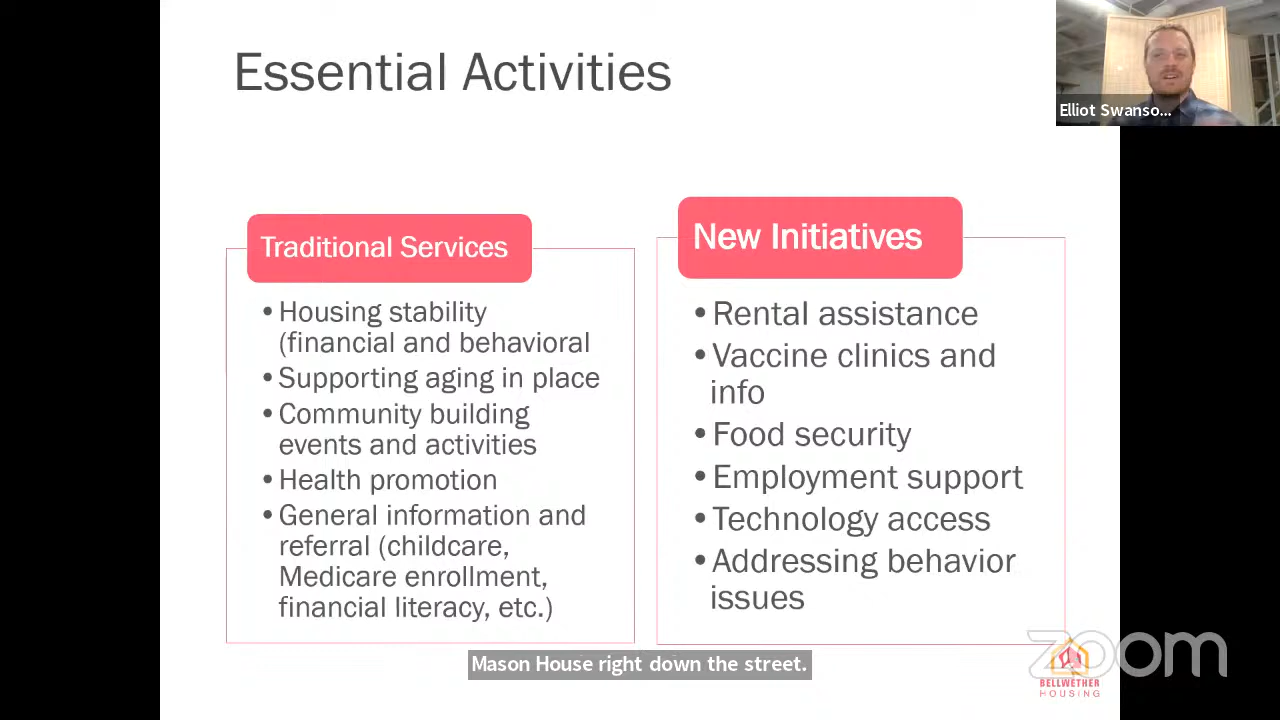 Essential Activities
Elliot Swanso...
Traditional Services
• Housing stability
(financial and behavioral
• Supporting aging in place
• Community building
events and activities
• Health promotion
• General information and
referral (childcare,
Medicare enrollment,
financial literacy, etc.)
New Initiatives
• Rental assistance
• Vaccine clinics and
info
• Food security
• Employment support
• Technology access
• Addressing behavior
issues
Mason House right down the street.
zoom
BELLWETHER
HOUSING